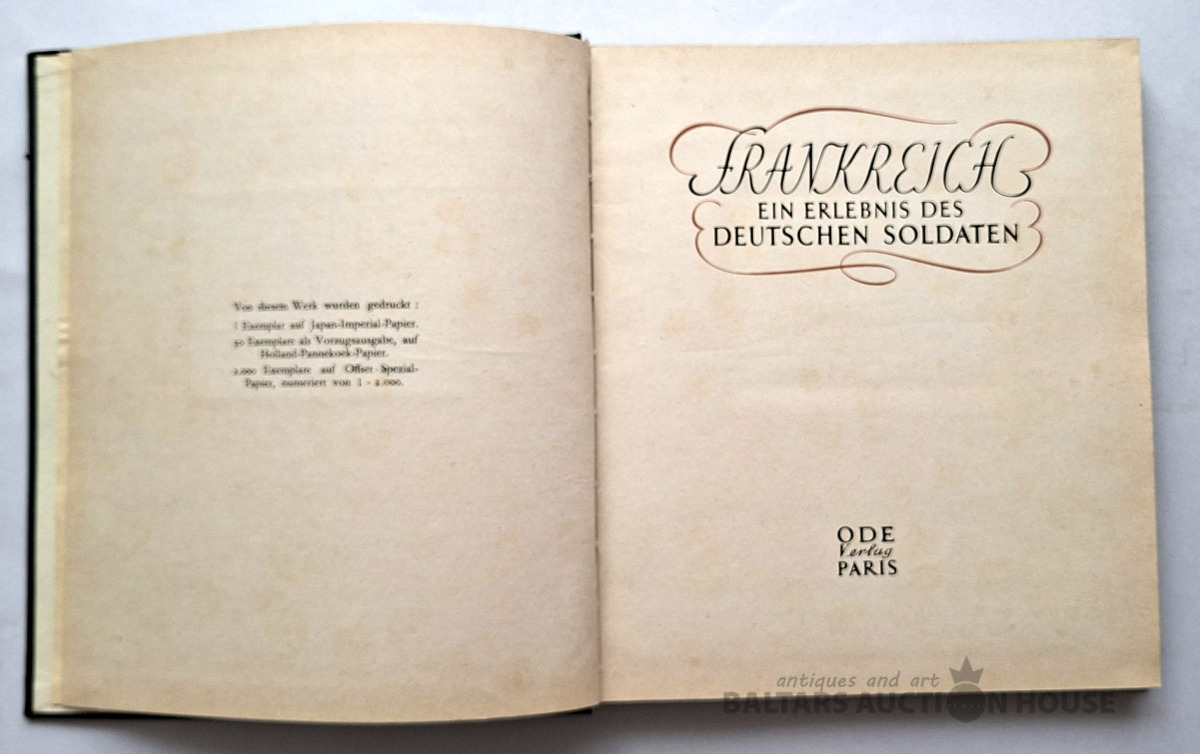 Von diesem Werk wurden gedruckt :
1 Exemplar auf Japan-Imperial-Papier.
30 Exemplare als Vorzugsausgabe, auf
Holland-Pannekoek-Papier.
2.000 Exemplare auf Offset Spezial-
Papier, numeriert von 1 - 2.000.
FRANKREICH
EIN ERLEBNIS DES
DEUTSCHEN SOLDATEN
ODE
Verlag
PARIS
antiques and art
BALTARS AUCTION HOUSE